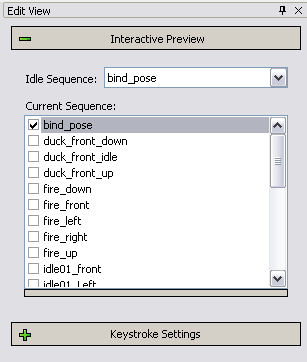 Edit View
Interactive Preview
Idle Sequence: bind_pose
Current Sequence:
bind_pose
duck_front_down
duck_front_idle
duck_front_up
fire_down
fire_front
fire_left
fire_right
fire_up
idle01_front
idle01_Left
Keystroke Settings